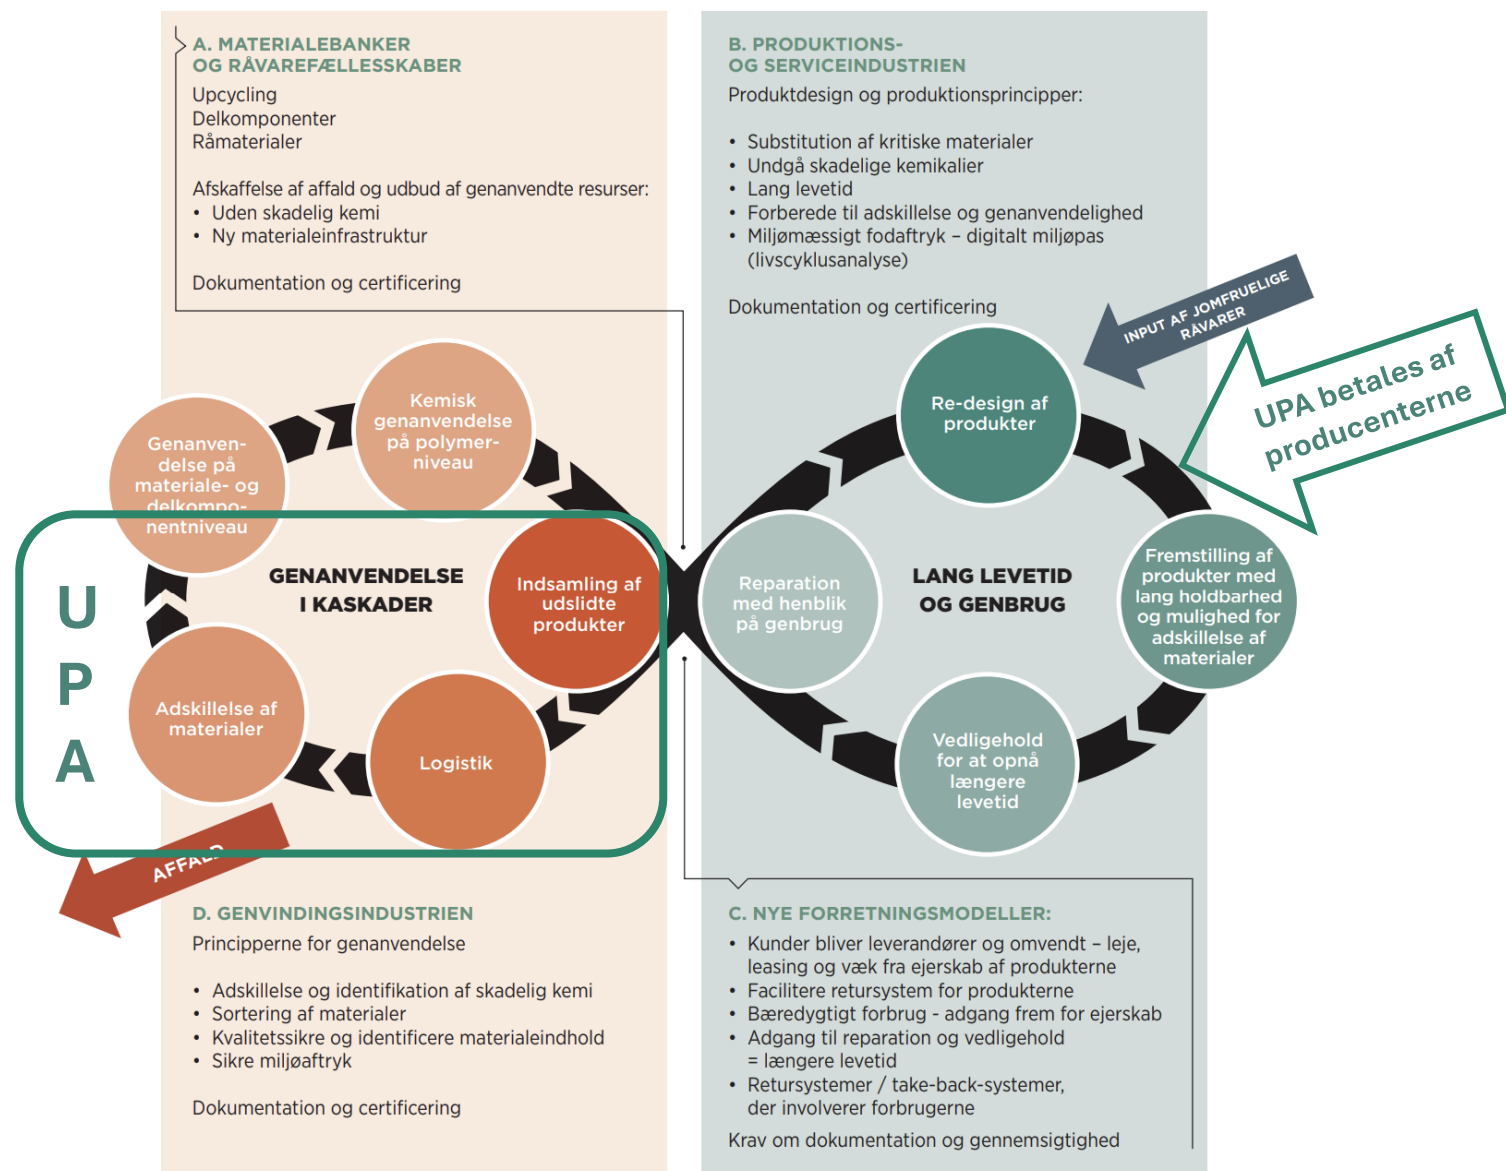 A. MATERIALEBANKER
OG RÅVAREFÆLLESSKABER
Upcycling
Delkomponenter
Råmaterialer
Afskaffelse af affald og udbud af genanvendte resurser:
• Uden skadelig kemi
• Ny materialeinfrastruktur
Dokumentation og certificering
B. PRODUKTIONS-
OG SERVICEINDUSTRIEN
Produktdesign og produktionsprincipper:
• Substitution af kritiske materialer
• Undgå skadelige kemikalier
• Lang levetid
• Forberede til adskillelse og genanvendelighed
• Miljømæssigt fodaftryk – digitalt miljøpas
(livscyklusanalyse)
Dokumentation og certificering
INPUT AF JOMFRUELIGE
RÅVARER
UPA betales af
producenterne
Kemisk
genanvendelse
på polymer-
niveau
Genanven-
delse på
materiale- og
delkompo-
nentniveau
GENANVENDELSE
I KASKADER
Indsamling af
udslidte
produkter
Adskillelse af
materialer
Logistik
U
P
A
AFFALD
Re-design af
produkter
Reparation
med henblik
på genbrug
LANG LEVETID
OG GENBRUG
Fremstilling af
produkter med
lang holdbarhed
og mulighed for
adskillelse af
materialer
Vedligehold
for at opnå
længere
levetid
D. GENVINDINGSINDUSTRIEN
Principperne for genanvendelse
• Adskillelse og identifikation af skadelig kemi
• Sortering af materialer
• Kvalitetssikre og identificere materialeindhold
• Sikre miljøaftryk
Dokumentation og certificering
C. NYE FORRETNINGSMODELLER:
• Kunder bliver leverandører og omvendt – leje,
leasing og væk fra ejerskab af produkterne
• Facilitere retursystem for produkterne
• Bæredygtigt forbrug - adgang frem for ejerskab
• Adgang til reparation og vedligehold
= længere levetid
• Retursystemer / take-back-systemer,
der involverer forbrugerne
Krav om dokumentation og gennemsigtighed